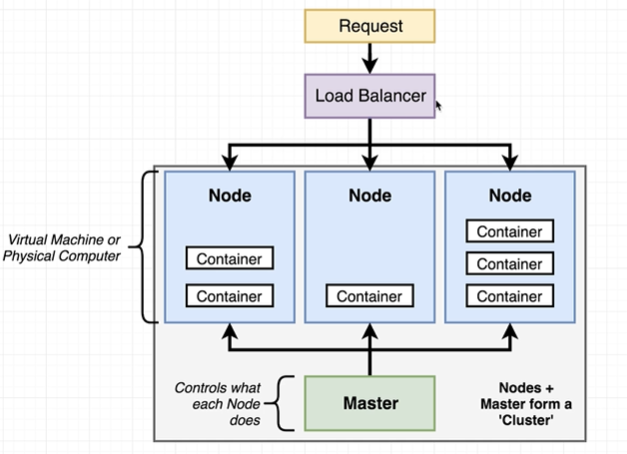 Request
Load Balancer
Node
Node
Node
Container
Container
Container
Container
Container
Container
Virtual Machine or
Physical Computer
Controls what
each Node
does
Master
Nodes +
Master form a
'Cluster'